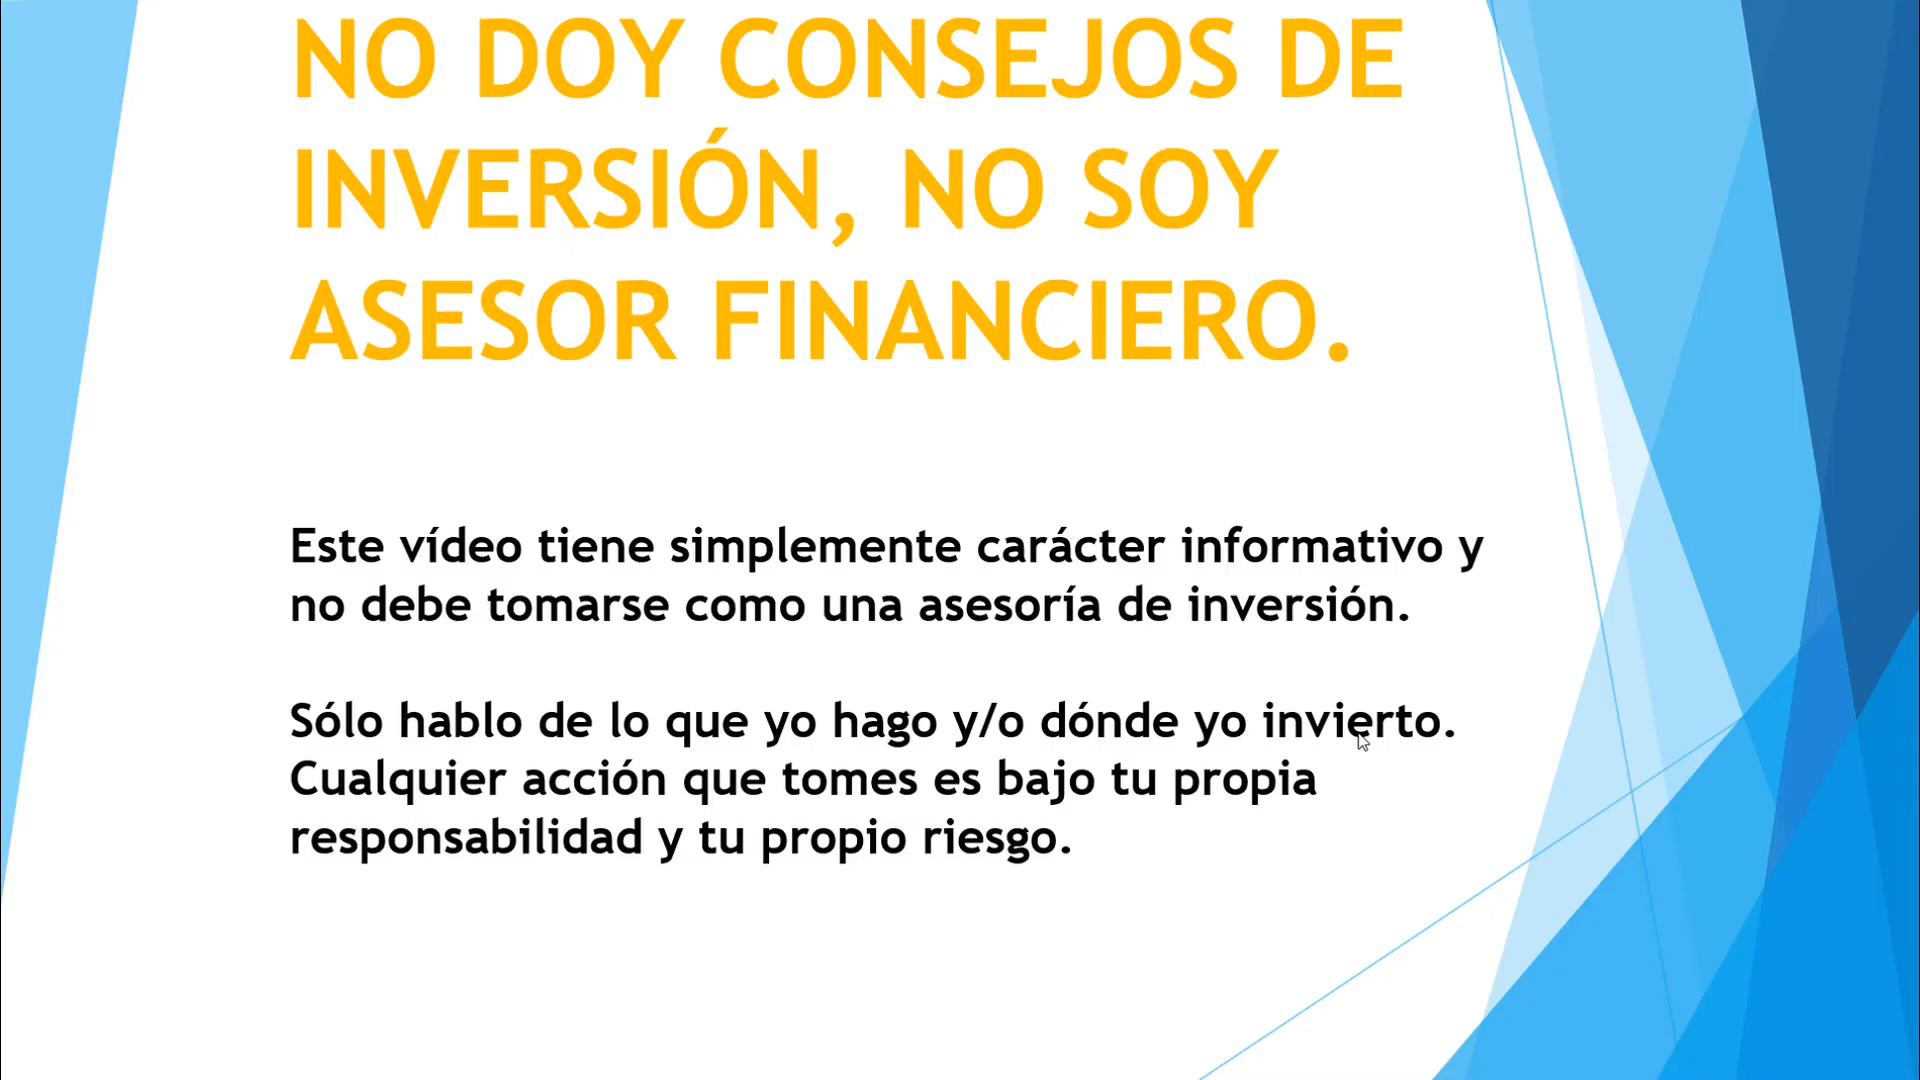 NO DOY CONSEJOS DE
INVERSIÓN, NO SOY
ASESOR FINANCIERO.
Este vídeo tiene simplemente carácter informativo y
no debe tomarse como una asesoría de inversión.
Sólo hablo de lo que yo hago y/o dónde yo invierto.
Cualquier acción que tomes es bajo tu propia
responsabilidad y tu propio riesgo.